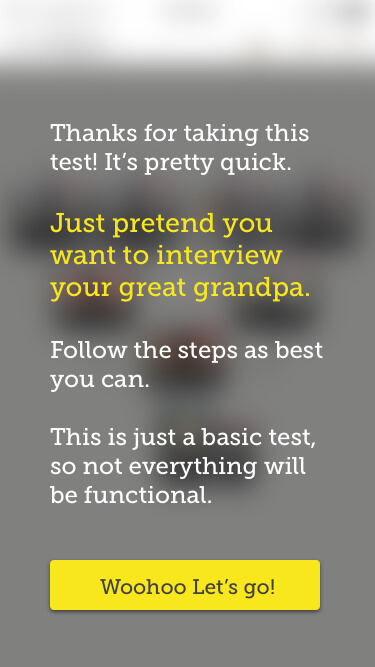 Thanks for taking this
test! It's pretty quick.
Just pretend you
want to interview
your great grandpa.
Follow the steps as best
you can.
This is just a basic test,
so not everything will
be functional.
Woohoo Let's go!